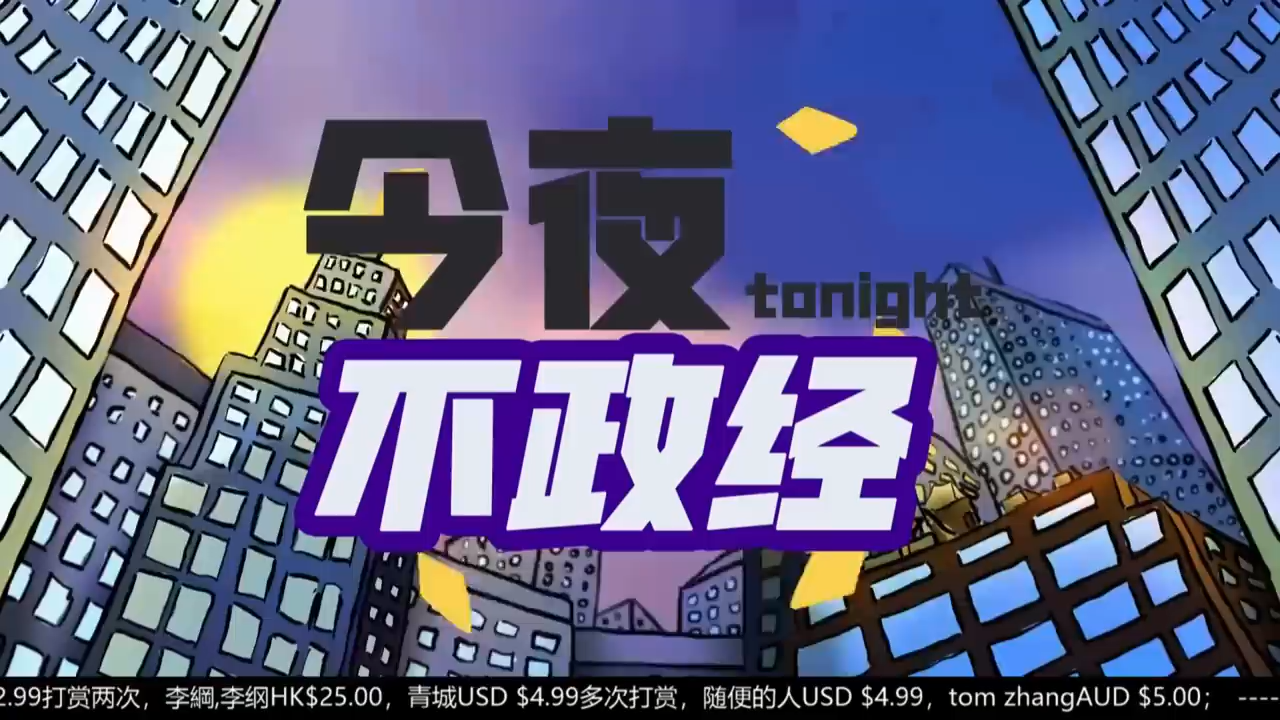 今夜
tonight
不政经
2.99打赏两次，李綱,李纲HK$25.00，青城USD $4.99多次打赏，随便的人USD $4.99，tom zhangAUD $5.00； ----